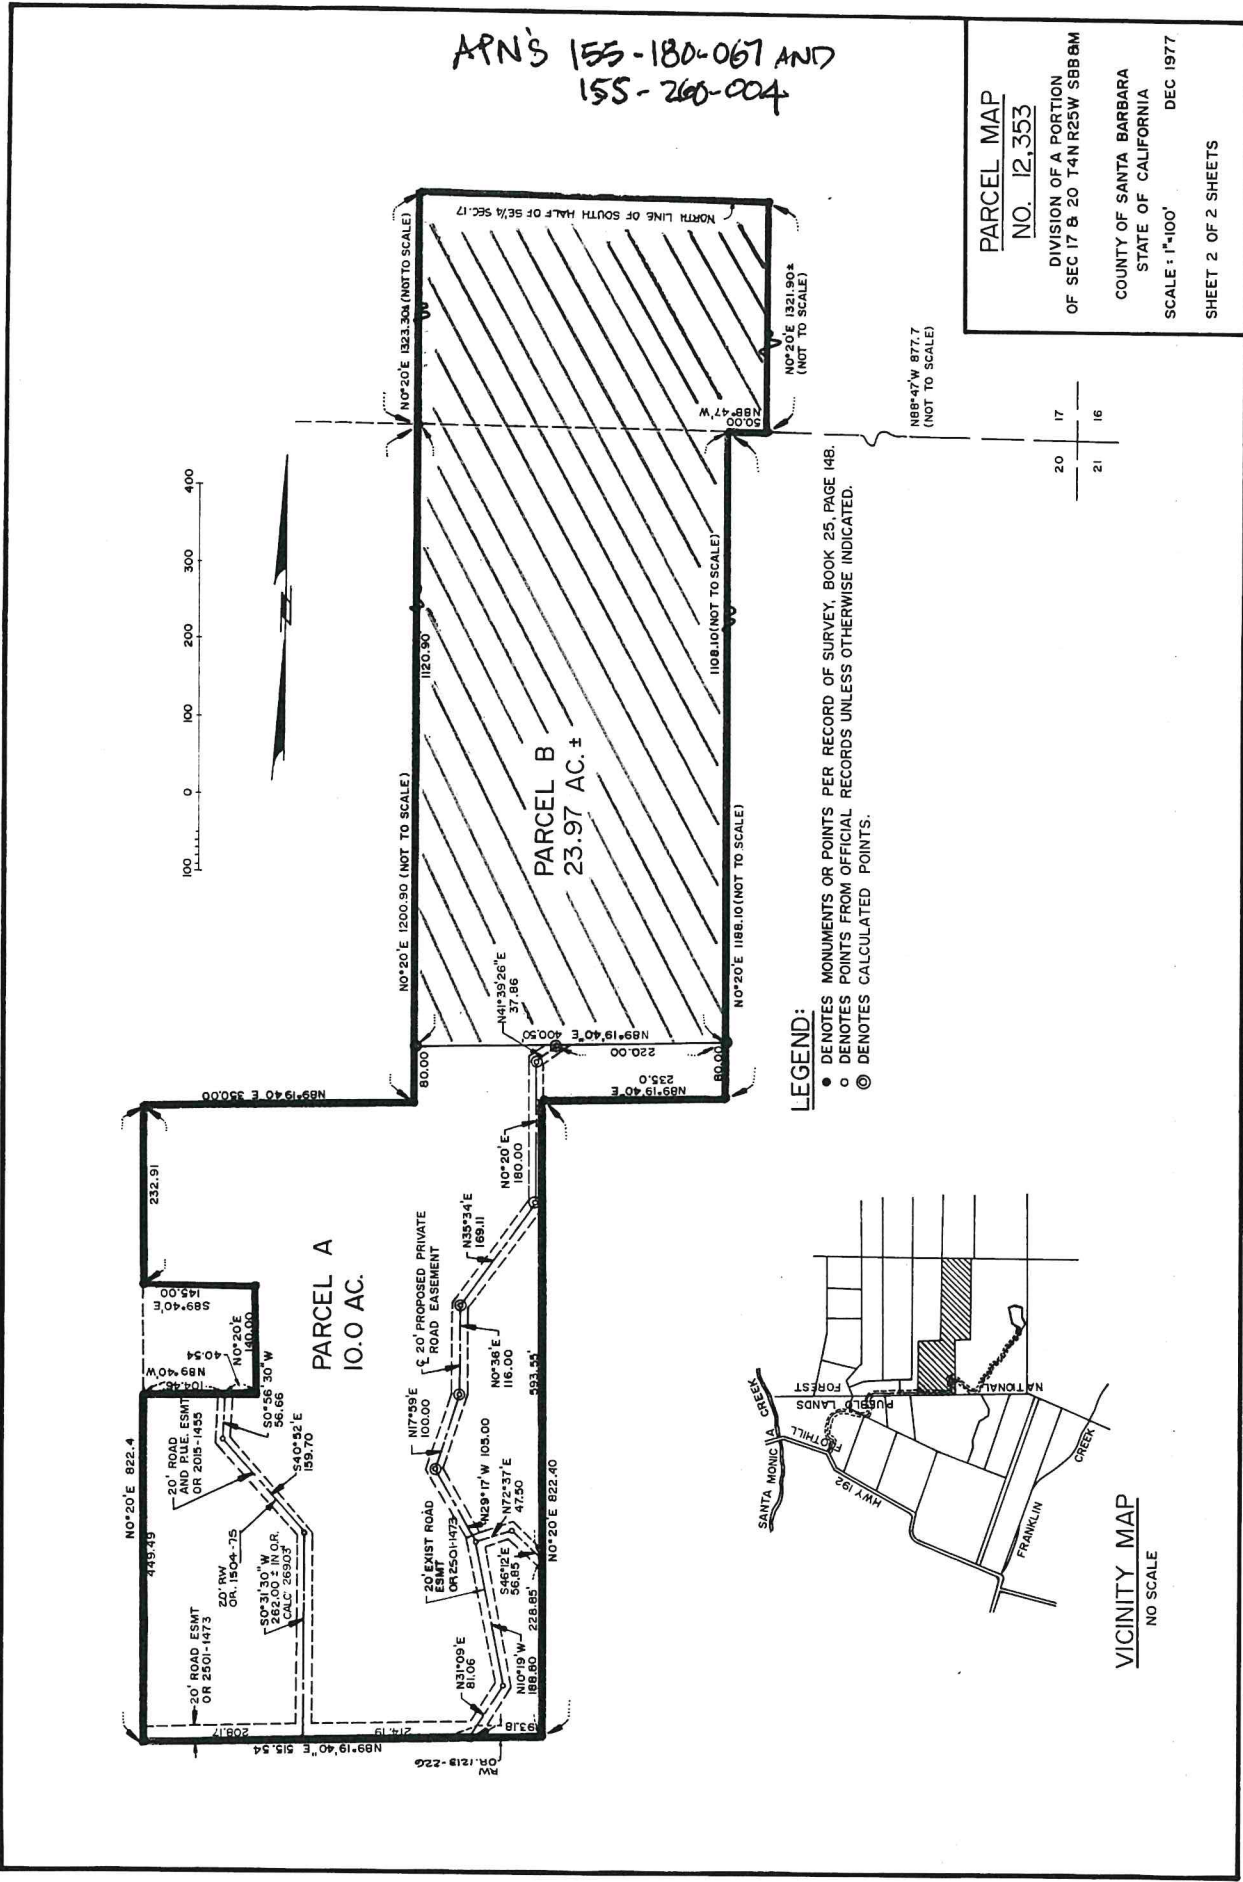 APN'S 155-180-067 AND
155-260-004
PARCEL MAP
NO. 12,353
DIVISION OF A PORTION
OF SEC 17 & 20 T4N R25W SBB&M
COUNTY OF SANTA BARBARA
STATE OF CALIFORNIA
SCALE: 1"=100' DEC 1977
SHEET 2 OF 2 SHEETS
100 0 100 200 300 400
N0°20'E 822.4
449.49
232.91
N89°19'40"E 350.00
80.00
N0°20'E 1200.90 (NOT TO SCALE)
1120.90
N0°20'E 1323.30± (NOT TO SCALE)
NORTH LINE OF SOUTH HALF OF SE 1/4 SEC. 17
N0°20'E 1321.90±
(NOT TO SCALE)
N88°47'W
50.00
N88°47'W 877.7
(NOT TO SCALE)
20 17
21 16
1108.10 (NOT TO SCALE)
N0°20'E 1188.10 (NOT TO SCALE)
PARCEL B
23.97 AC. ±
N41°39'26"E
37.86
N89°19'40"E 400.50'
220.00
80.00
N89°19'40"E
235.0
PARCEL A
10.0 AC.
S89°40'E
145.00
N0°20'E
140.00
40.54
N89°40'W
104.46
S0°56'30"W
56.66
20' ROAD
AND P.U.E. ESMT
OR 2015-1455
S40°52'E
159.70
20' RW
OR. 1504-75
S0°31'30"W
262.00 ± IN O.R.
CALC' 269.03'
20' ROAD ESMT
OR 2501-1473
208.17
214.19
93.18
N89°19'40"E 515.54
RW
OR. 1219-226
N31°09'E
81.06
N10°19'W
188.80
228.85'
S46°12'E
56.85
N72°37'E
47.50
N29°17'W 105.00
20' EXIST ROAD
ESMT
OR 2501-1473
N17°59'E
100.00
℄ 20' PROPOSED PRIVATE
ROAD EASEMENT
N0°36'E
116.00
N35°34'E
169.11
N0°20'E
180.00
593.55'
N0°20'E 822.40
LEGEND:
● DENOTES MONUMENTS OR POINTS PER RECORD OF SURVEY, BOOK 25, PAGE 148.
○ DENOTES POINTS FROM OFFICIAL RECORDS UNLESS OTHERWISE INDICATED.
◎ DENOTES CALCULATED POINTS.
SANTA MONICA CREEK
FOOTHILL
HWY 192
PUEBLO LANDS
NATIONAL FOREST
FRANKLIN CREEK
VICINITY MAP
NO SCALE